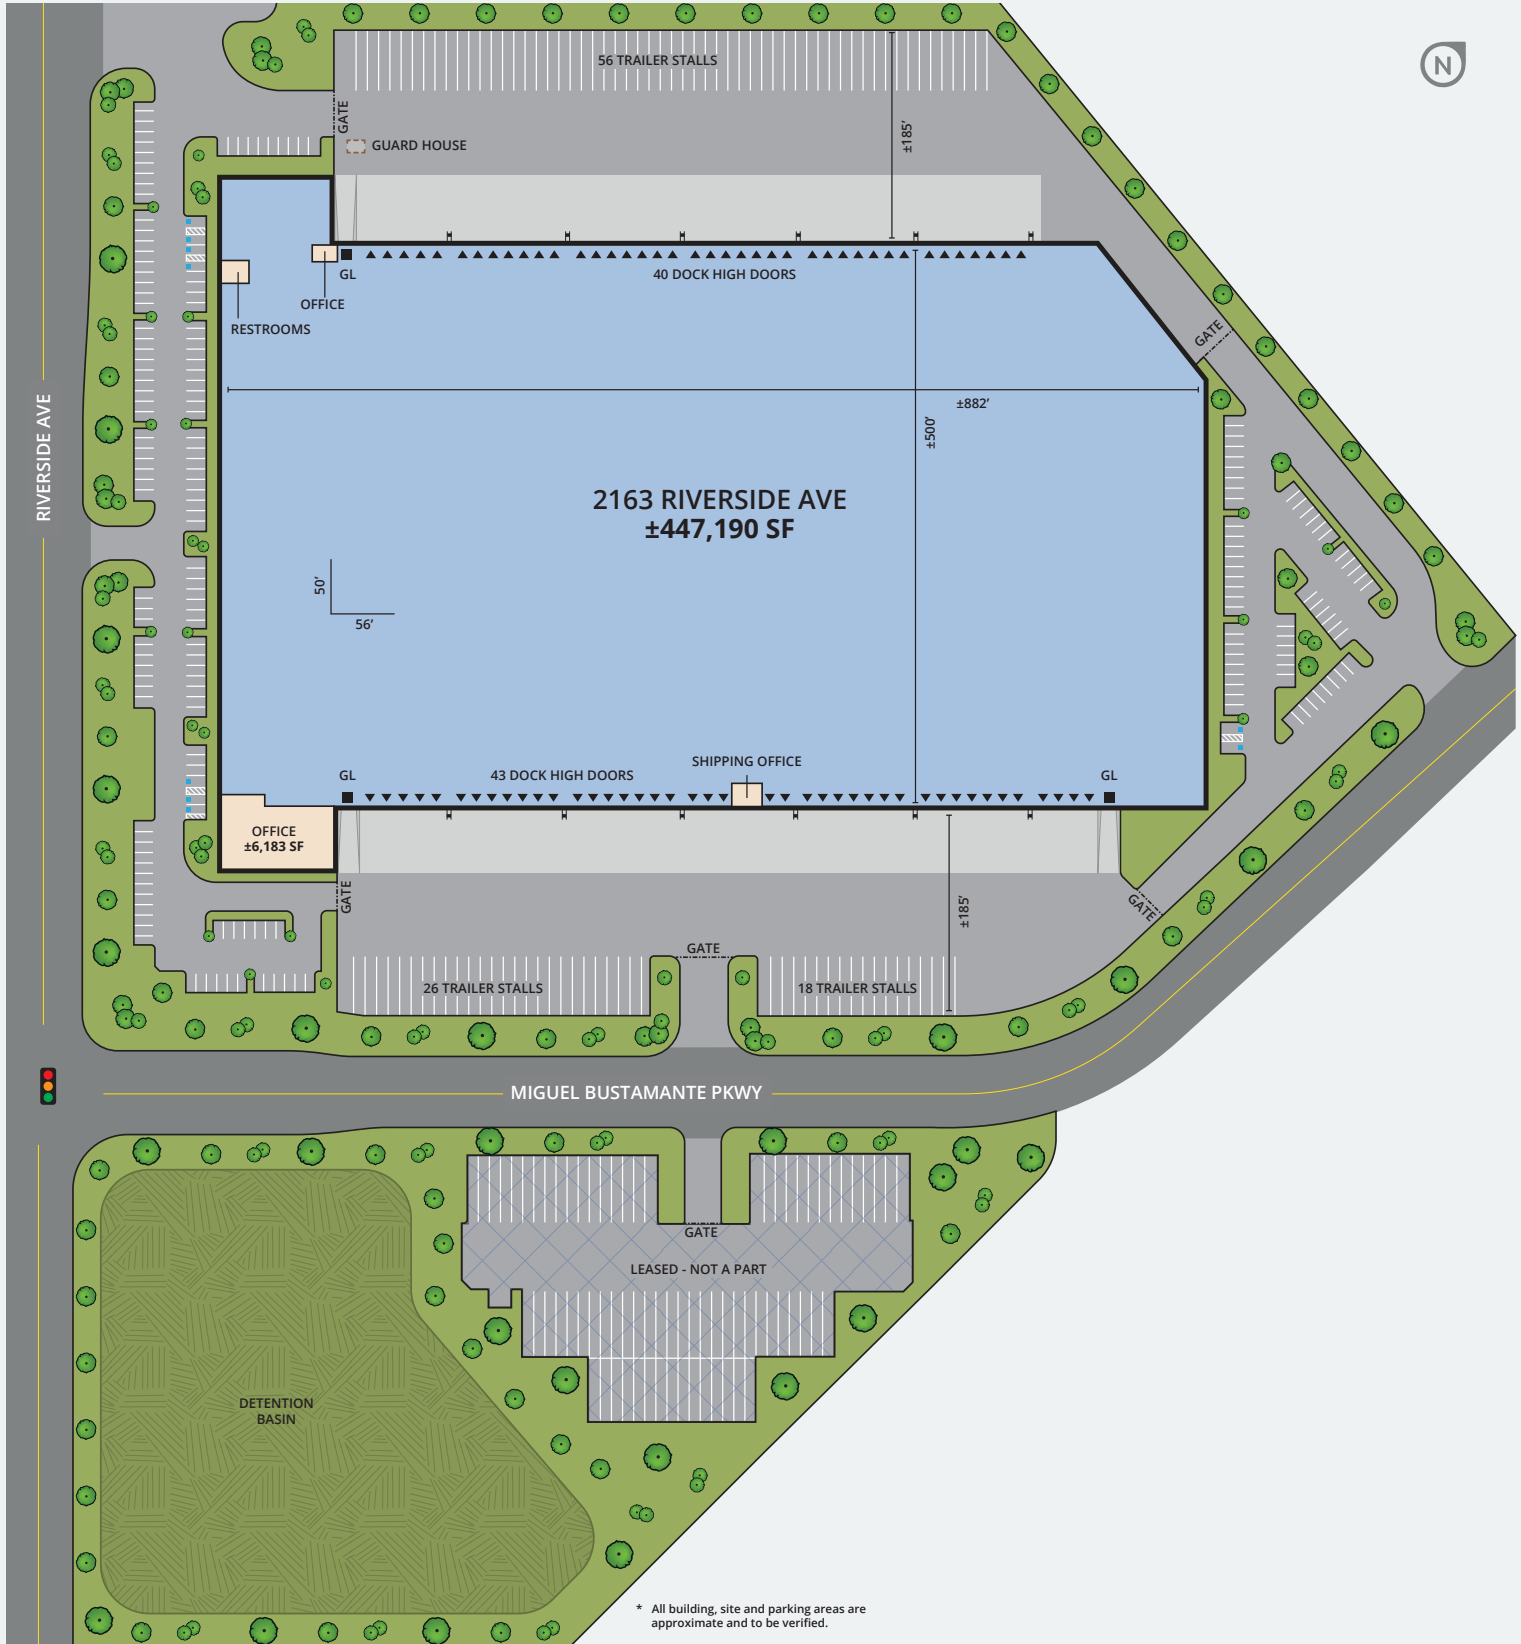 56 TRAILER STALLS
N
GATE
±185’
GUARD HOUSE
GL
40 DOCK HIGH DOORS
OFFICE
RESTROOMS
GATE
±882’
±500’
RIVERSIDE AVE
2163 RIVERSIDE AVE
±447,190 SF
50’
56’
SHIPPING OFFICE
GL
43 DOCK HIGH DOORS
GL
OFFICE
±6,183 SF
GATE
±185’
GATE
GATE
26 TRAILER STALLS
18 TRAILER STALLS
MIGUEL BUSTAMANTE PKWY
GATE
LEASED - NOT A PART
DETENTION
BASIN
* All building, site and parking areas are
approximate and to be verified.